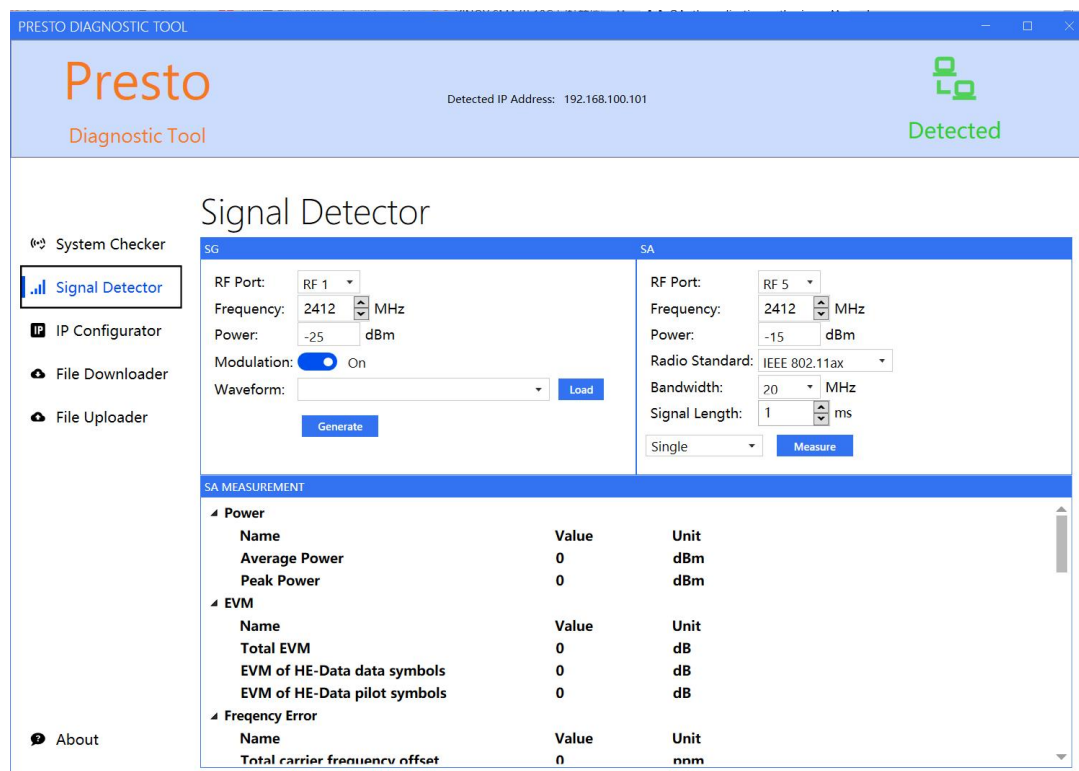 PRESTO DIAGNOSTIC TOOL
Presto
Diagnostic Tool
Detected IP Address: 192.168.100.101
Detected
System Checker
Signal Detector
IP Configurator
File Downloader
File Uploader
About
Signal Detector
SG
RF Port: RF 1
Frequency: 2412 MHz
Power: -25 dBm
Modulation: On
Waveform: Load
Generate
SA
RF Port: RF 5
Frequency: 2412 MHz
Power: -15 dBm
Radio Standard: IEEE 802.11ax
Bandwidth: 20 MHz
Signal Length: 1 ms
Single Measure
SA MEASUREMENT
Power
Name Value Unit
Average Power 0 dBm
Peak Power 0 dBm
EVM
Name Value Unit
Total EVM 0 dB
EVM of HE-Data data symbols 0 dB
EVM of HE-Data pilot symbols 0 dB
Freqency Error
Name Value Unit
Total carrier frequency offset 0 ppm